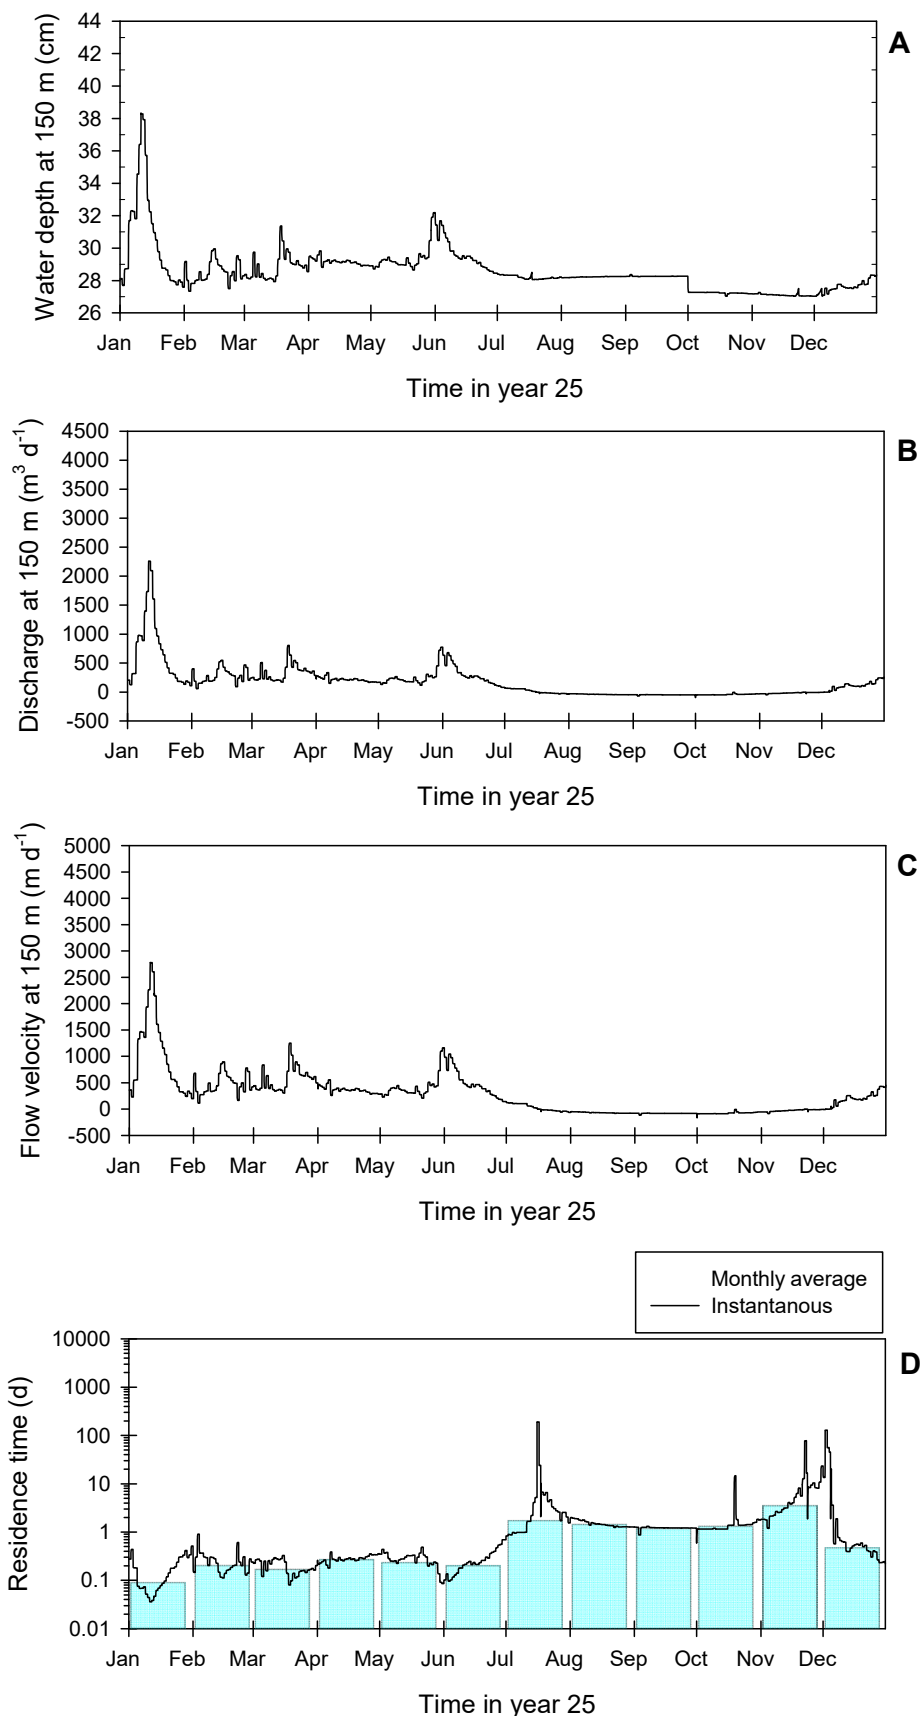 44
A
42
40
38
36
34
32
30
28
26
Water depth at 150 m (cm)
Jan Feb Mar Apr May Jun Jul Aug Sep Oct Nov Dec
Time in year 25
4500
B
4000
3500
3000
2500
2000
1500
1000
500
0
-500
Discharge at 150 m (m³ d⁻¹)
Jan Feb Mar Apr May Jun Jul Aug Sep Oct Nov Dec
Time in year 25
5000
C
4500
4000
3500
3000
2500
2000
1500
1000
500
0
-500
Flow velocity at 150 m (m d⁻¹)
Jan Feb Mar Apr May Jun Jul Aug Sep Oct Nov Dec
Time in year 25
Monthly average
Instantanous
10000
D
1000
100
10
1
0.1
0.01
Residence time (d)
Jan Feb Mar Apr May Jun Jul Aug Sep Oct Nov Dec
Time in year 25